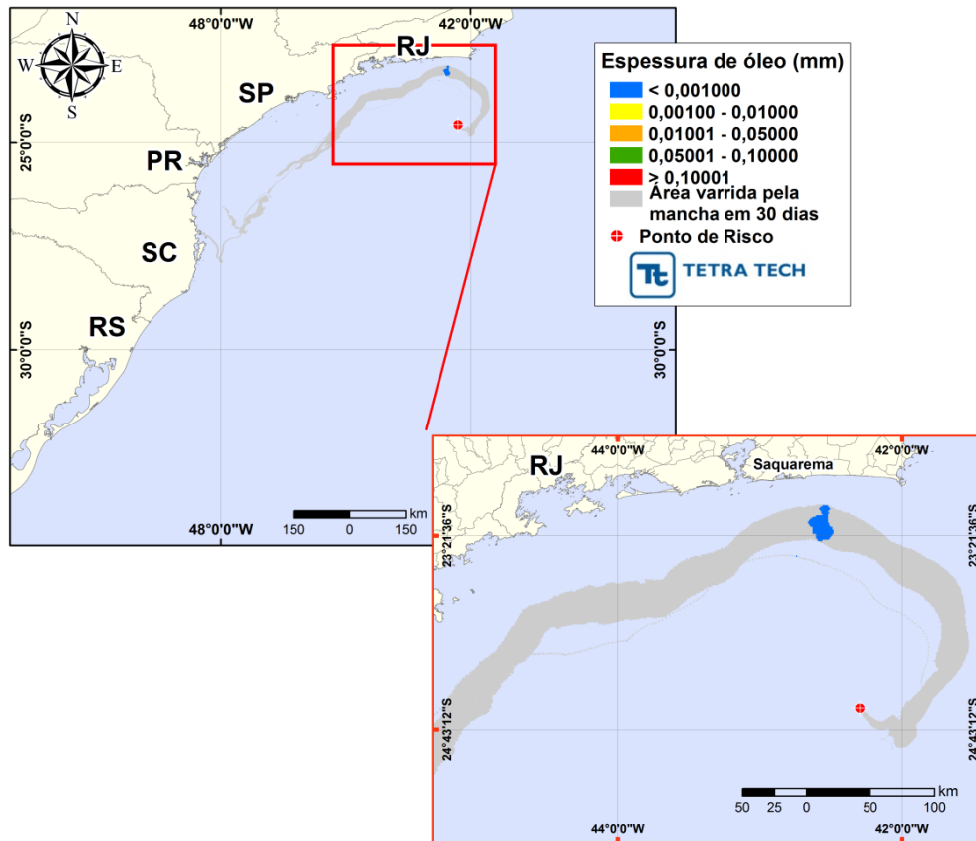 48°0'0"W
42°0'0"W
N
W
E
S
RJ
SP
25°0'0"S
25°0'0"S
PR
SC
RS
30°0'0"S
30°0'0"S
48°0'0"W
150 0 150 km
Espessura de óleo (mm)
< 0,001000
0,00100 - 0,01000
0,01001 - 0,05000
0,05001 - 0,10000
≥ 0,10001
Área varrida pela
mancha em 30 dias
Ponto de Risco
Tt TETRA TECH
44°0'0"W
42°0'0"W
RJ
Saquarema
23°21'36"S
23°21'36"S
24°43'12"S
24°43'12"S
50 25 0 50 100 km
44°0'0"W
42°0'0"W